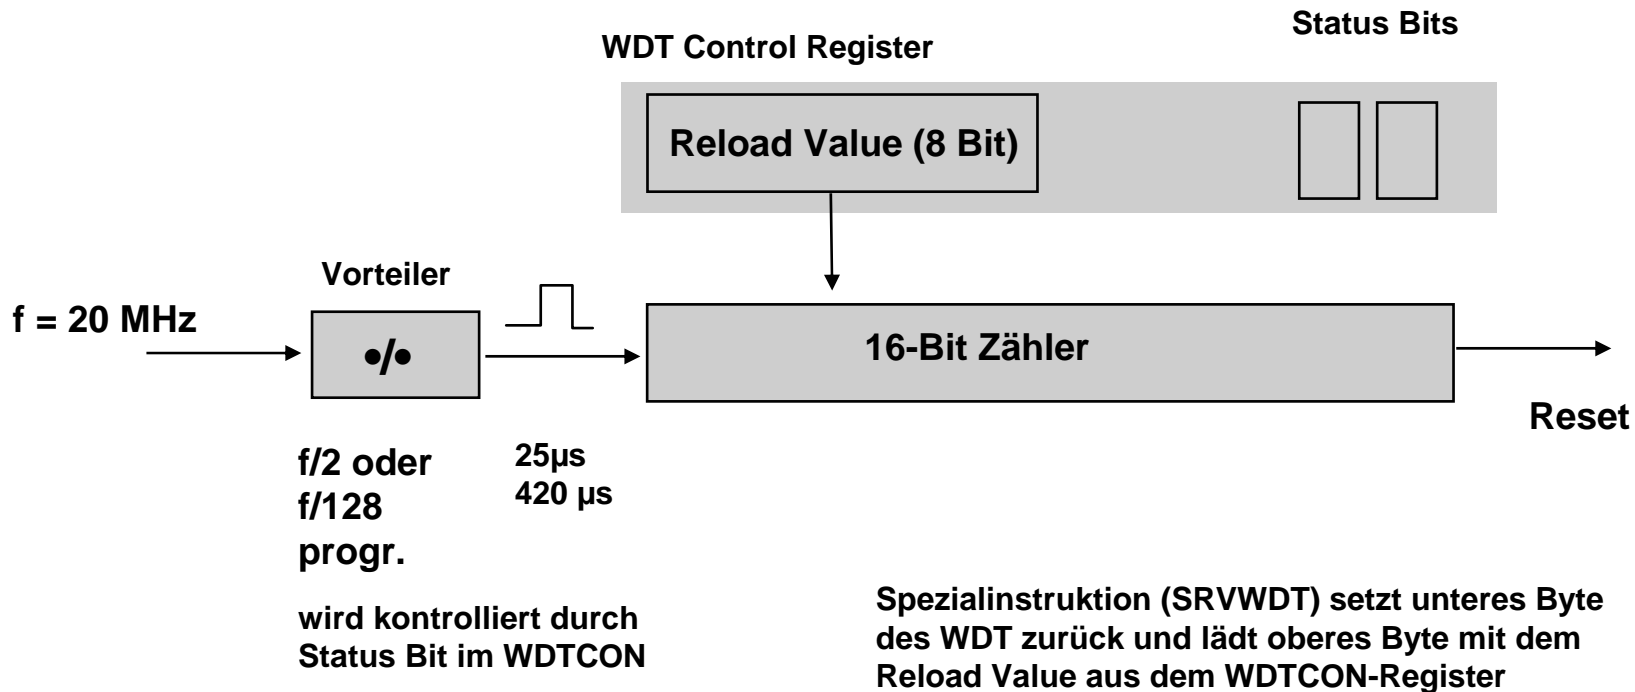 Status Bits
WDT Control Register
Reload Value (8 Bit)
Vorteiler
f = 20 MHz
•/•
16-Bit Zähler
Reset
f/2 oder
f/128
progr.
25µs
420 µs
wird kontrolliert durch
Status Bit im WDTCON
Spezialinstruktion (SRVWDT) setzt unteres Byte
des WDT zurück und lädt oberes Byte mit dem
Reload Value aus dem WDTCON-Register